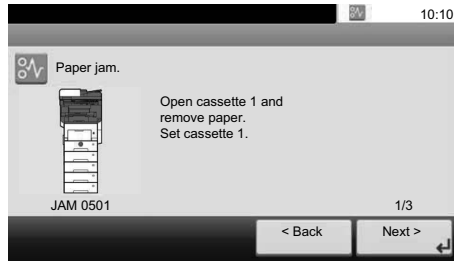 10:10
Paper jam.
Open cassette 1 and
remove paper.
Set cassette 1.
JAM 0501
1/3
< Back
Next >